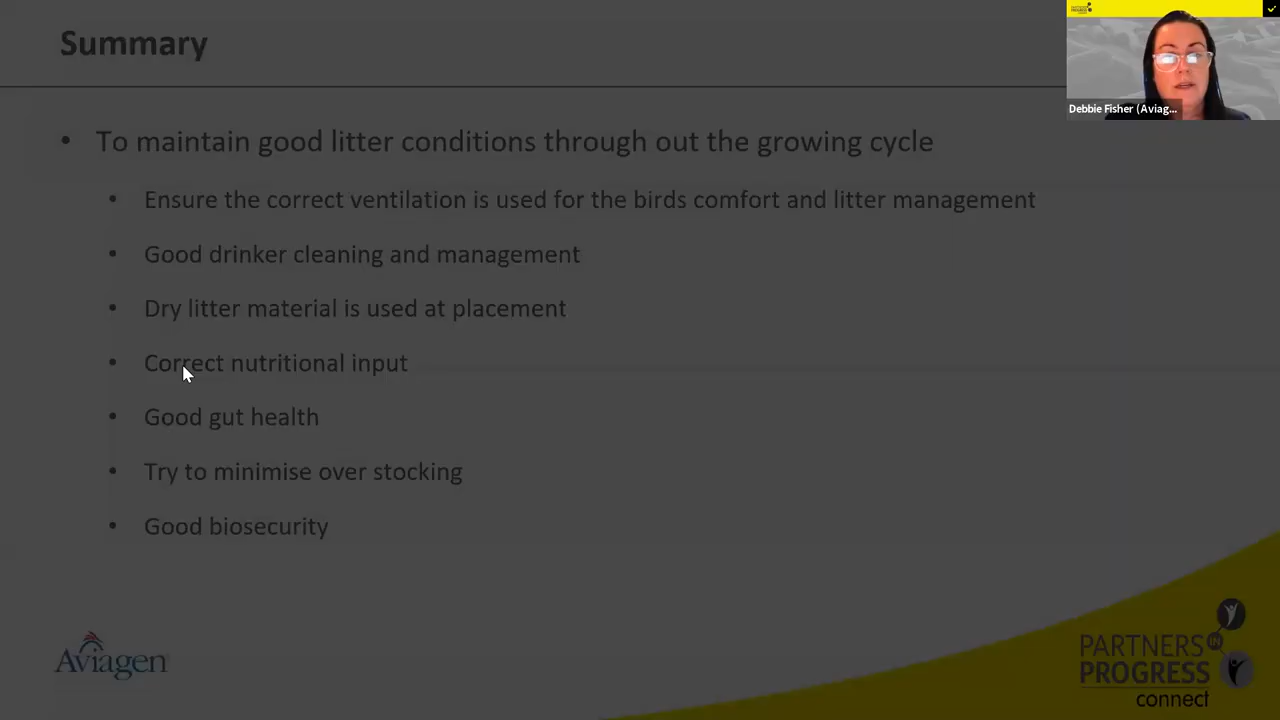 Summary
Debbie Fisher (Aviag...
• To maintain good litter conditions through out the growing cycle
• Ensure the correct ventilation is used for the birds comfort and litter management
• Good drinker cleaning and management
• Dry litter material is used at placement
• Correct nutritional input
• Good gut health
• Try to minimise over stocking
• Good biosecurity
Aviagen
PARTNERS IN
PROGRESS
connect